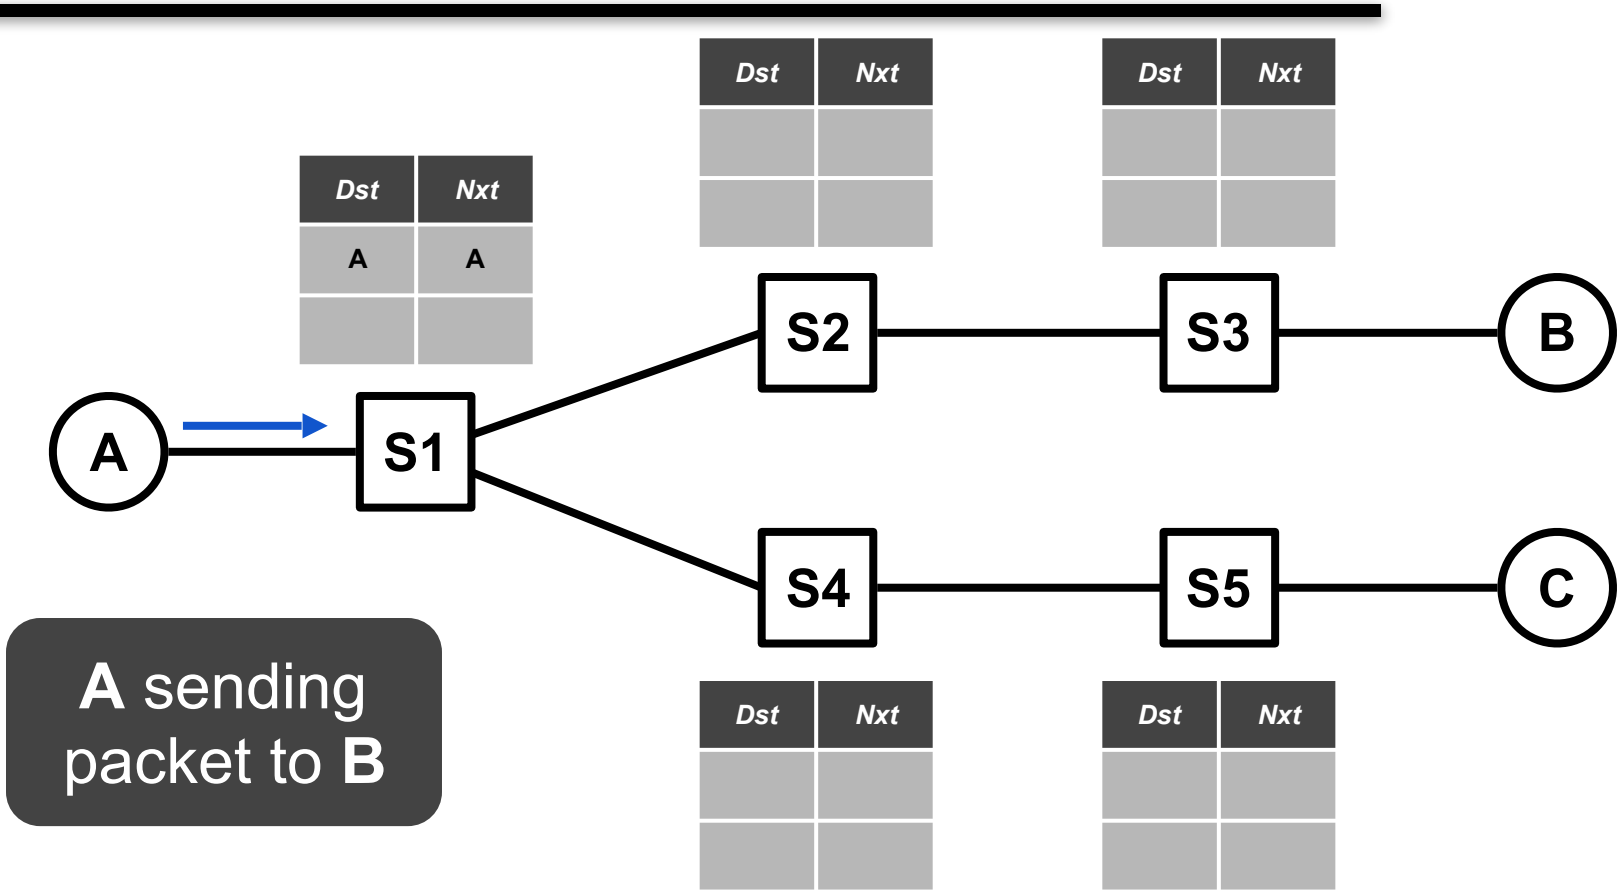 Dst Nxt
Dst Nxt
Dst Nxt
A A
S2
S3
B
A
S1
S4
S5
C
A sending
packet to B
Dst Nxt
Dst Nxt